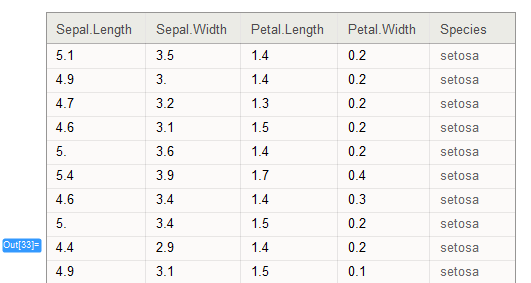 Sepal.Length Sepal.Width Petal.Length Petal.Width Species
5.1 3.5 1.4 0.2 setosa
4.9 3. 1.4 0.2 setosa
4.7 3.2 1.3 0.2 setosa
4.6 3.1 1.5 0.2 setosa
5. 3.6 1.4 0.2 setosa
5.4 3.9 1.7 0.4 setosa
4.6 3.4 1.4 0.3 setosa
5. 3.4 1.5 0.2 setosa
Out[33]= 4.4 2.9 1.4 0.2 setosa
4.9 3.1 1.5 0.1 setosa